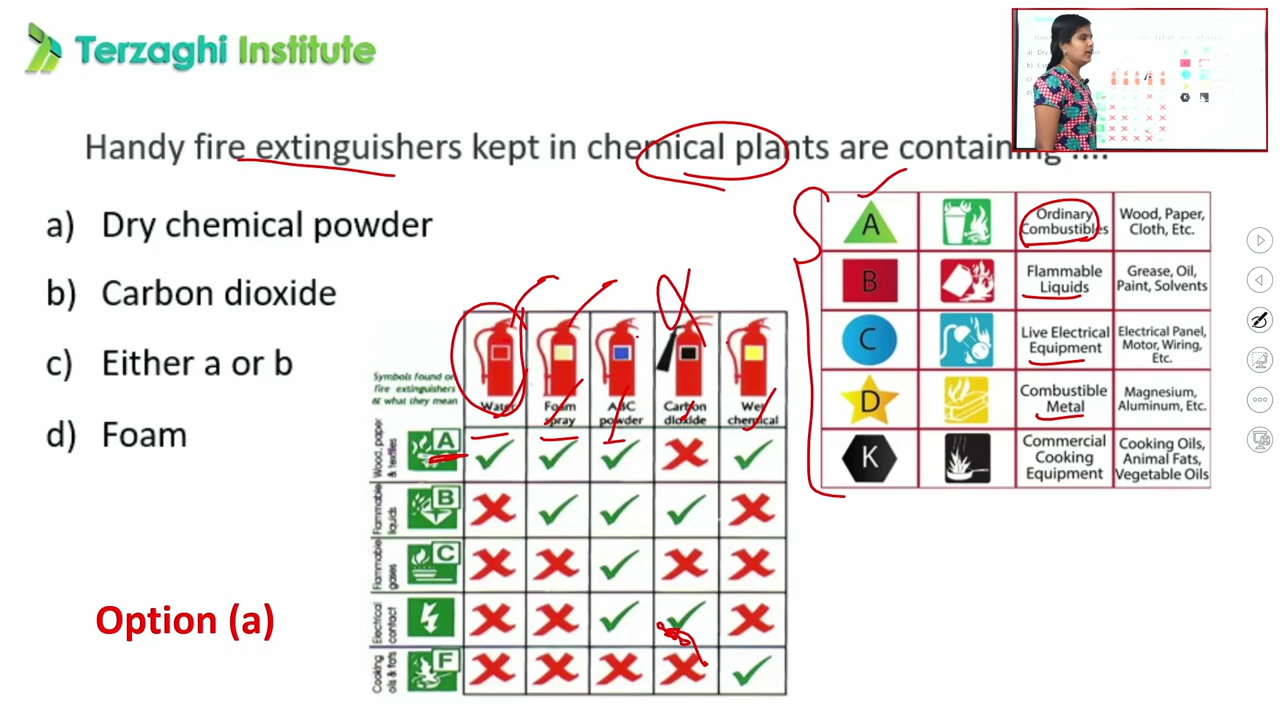 Terzaghi Institute
Handy fire extinguishers kept in chemical plants are containing ....
a) Dry chemical powder
b) Carbon dioxide
c) Either a or b
d) Foam
Option (a)
Symbols found on
fire extinguishers
& what they mean
Water
Foam
spray
ABC
powder
Carbon
dioxide
Wet
chemical
Wood, paper
& textiles
A
Flammable
liquids
B
Flammable
gases
C
Electrical
contact
Cooking
oils & fats
F
A
Ordinary
Combustibles
Wood, Paper,
Cloth, Etc.
B
Flammable
Liquids
Grease, Oil,
Paint, Solvents
C
Live Electrical
Equipment
Electrical Panel,
Motor, Wiring,
Etc.
D
Combustible
Metal
Magnesium,
Aluminum, Etc.
K
Commercial
Cooking
Equipment
Cooking Oils,
Animal Fats,
Vegetable Oils